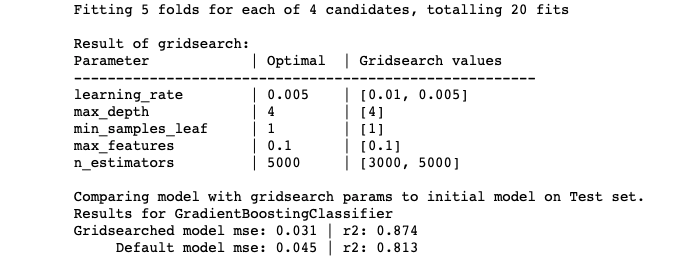 Fitting 5 folds for each of 4 candidates, totalling 20 fits
Result of gridsearch:
Parameter | Optimal | Gridsearch values
-------------------------------------------------------
learning_rate | 0.005 | [0.01, 0.005]
max_depth | 4 | [4]
min_samples_leaf | 1 | [1]
max_features | 0.1 | [0.1]
n_estimators | 5000 | [3000, 5000]
Comparing model with gridsearch params to initial model on Test set.
Results for GradientBoostingClassifier
Gridsearched model mse: 0.031 | r2: 0.874
Default model mse: 0.045 | r2: 0.813